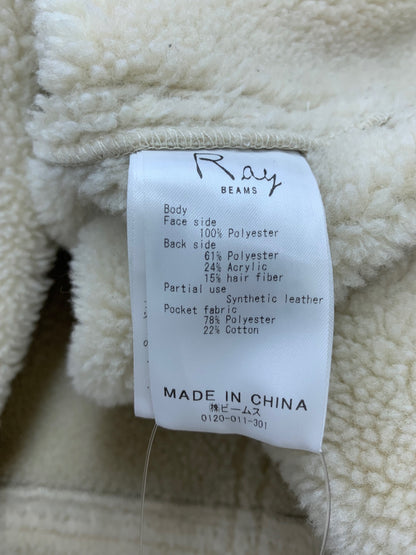 Ray
BEAMS
Body
Face side
100% Polyester
Back side
61% Polyester
24% Acrylic
15% hair fiber
Partial use
Synthetic leather
Pocket fabric
78% Polyester
22% Cotton
MADE IN CHINA
㈱ビームス
0120-011-301